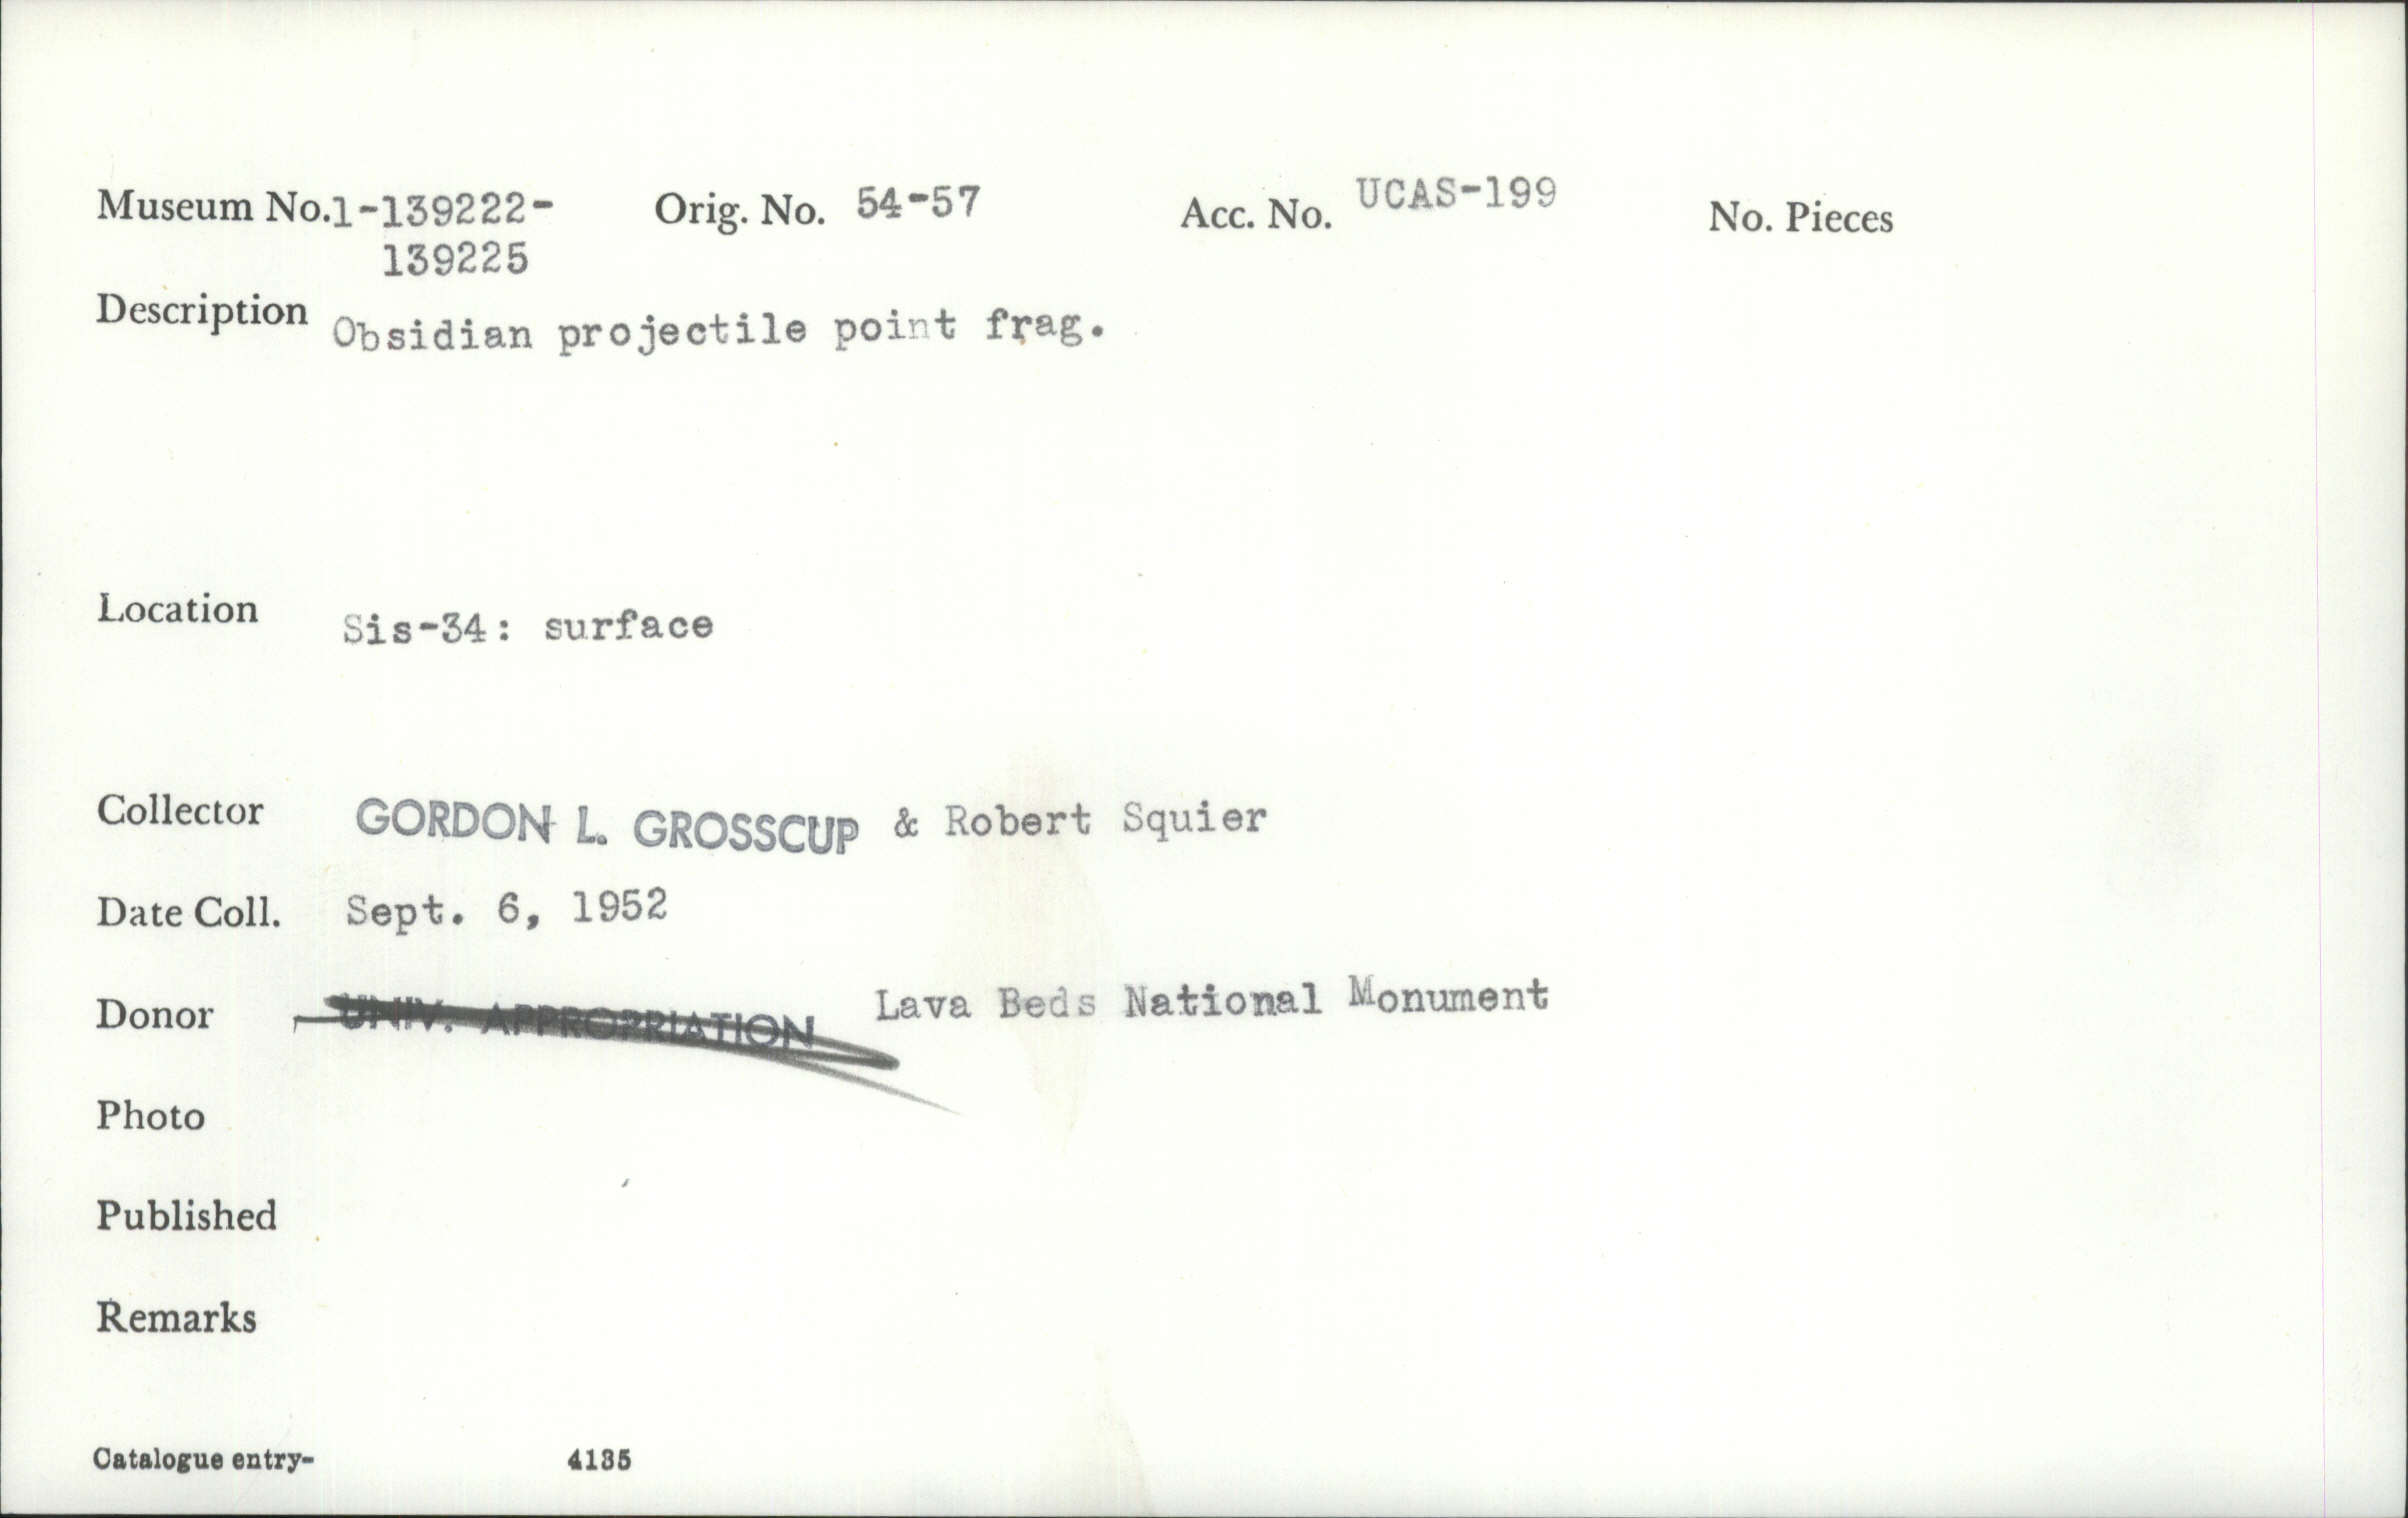 Museum No. 1-139222- Orig. No. 54-57 Acc. No. UCAS-199 No. Pieces
139225
Description Obsidian projectile point frag.
Location Sis-34: surface
Collector GORDON L. GROSSCUP & Robert Squier
Date Coll. Sept. 6, 1952
Donor UNIV. APPROPRIATION Lava Beds National Monument
Photo
Published
Remarks
Catalogue entry- 4135